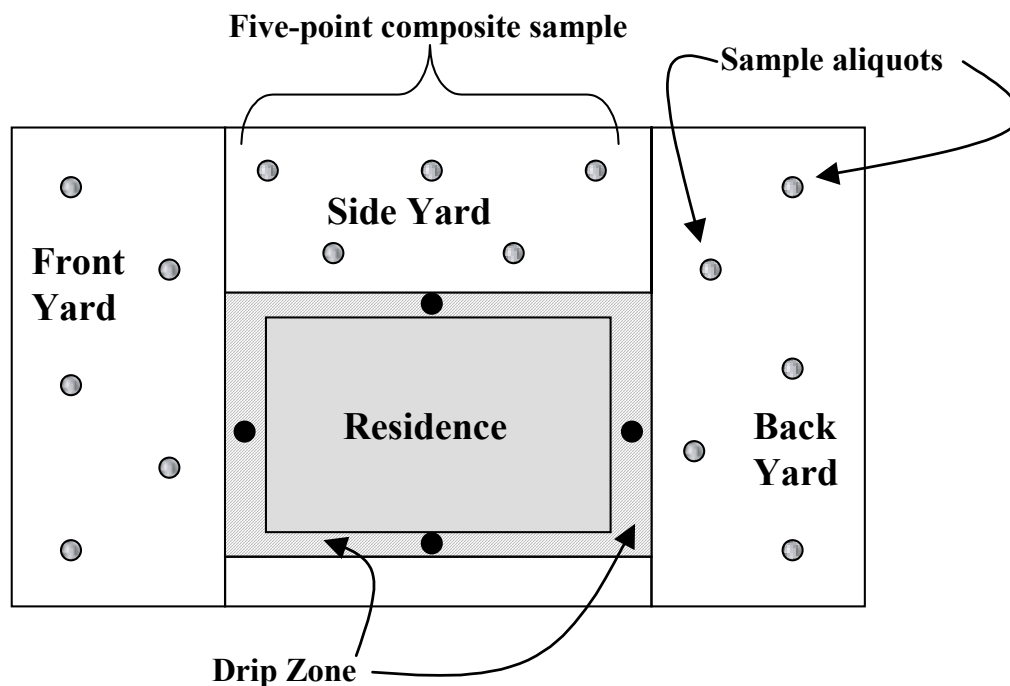 Five-point composite sample
Sample aliquots
Side Yard
Front
Yard
Residence
Back
Yard
Drip Zone